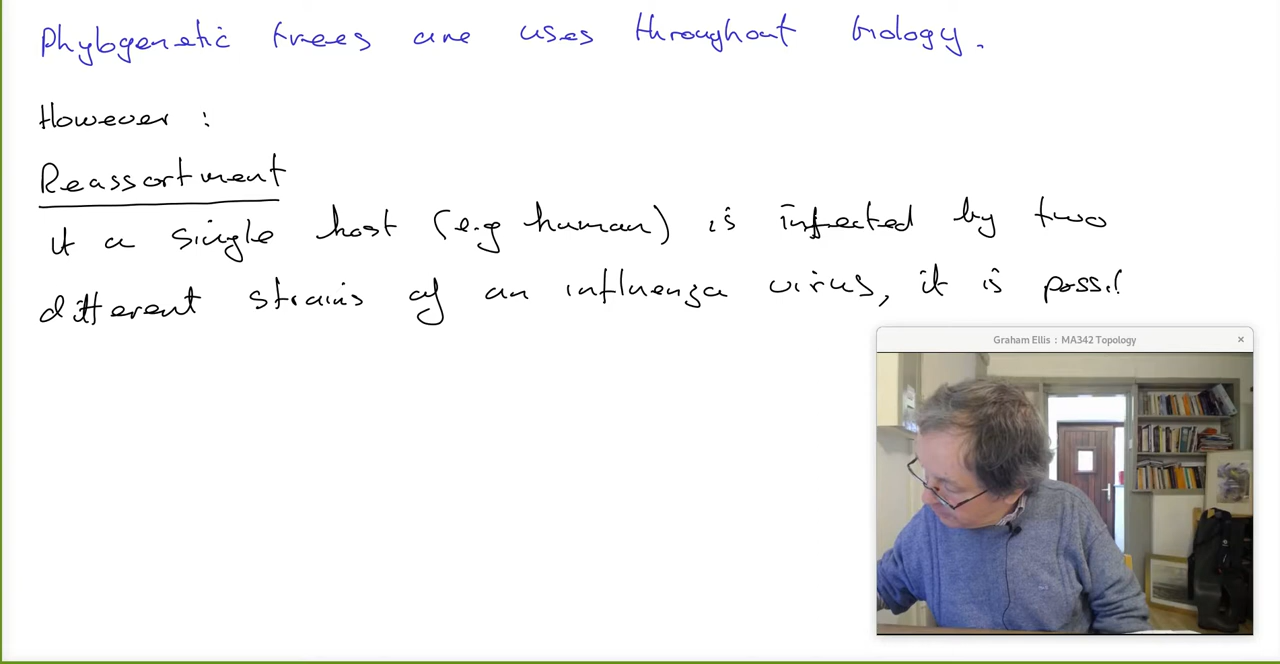 Phylogenetic trees are uses throughout biology.
However :
Reassortment
if a single host (e.g human) is infected by two
different strains of an influenza virus, it is possi
Graham Ellis : MA342 Topology